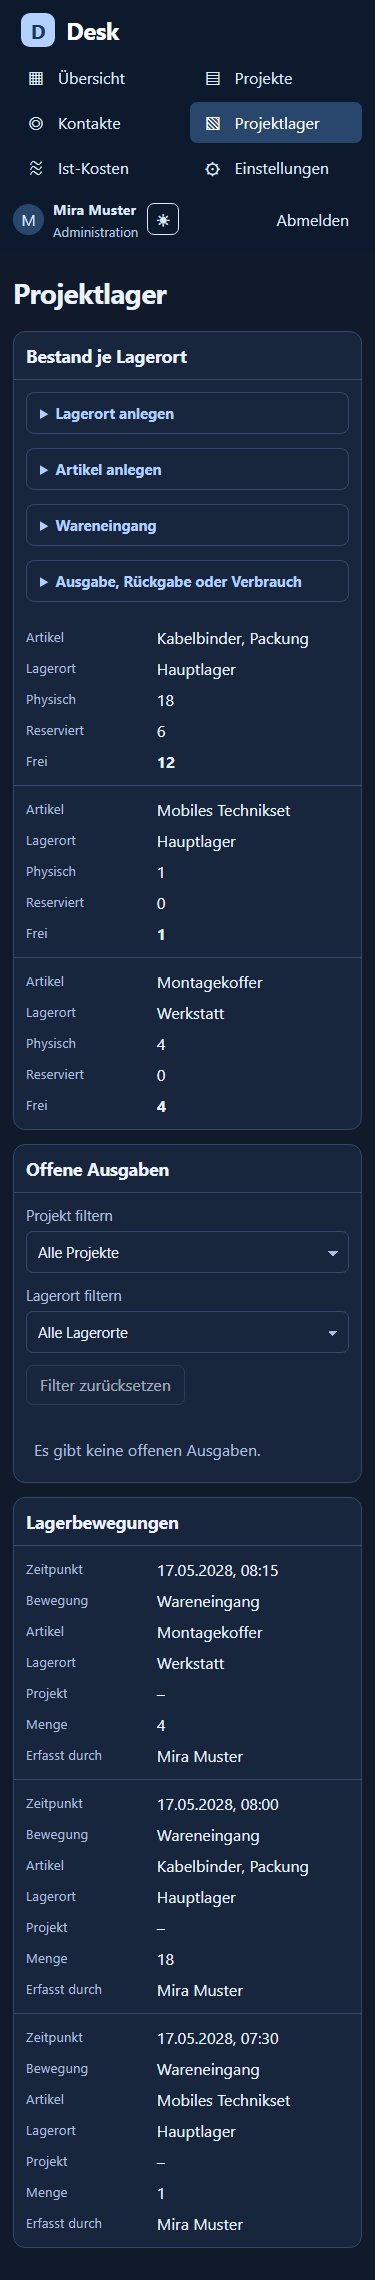 D Desk
Übersicht Projekte
Kontakte Projektlager
Ist-Kosten Einstellungen
M Mira Muster
Administration
Abmelden
Projektlager
Bestand je Lagerort
Lagerort anlegen
Artikel anlegen
Wareneingang
Ausgabe, Rückgabe oder Verbrauch
Artikel Kabelbinder, Packung
Lagerort Hauptlager
Physisch 18
Reserviert 6
Frei 12
Artikel Mobiles Technikset
Lagerort Hauptlager
Physisch 1
Reserviert 0
Frei 1
Artikel Montagekoffer
Lagerort Werkstatt
Physisch 4
Reserviert 0
Frei 4
Offene Ausgaben
Projekt filtern
Alle Projekte
Lagerort filtern
Alle Lagerorte
Filter zurücksetzen
Es gibt keine offenen Ausgaben.
Lagerbewegungen
Zeitpunkt 17.05.2028, 08:15
Bewegung Wareneingang
Artikel Montagekoffer
Lagerort Werkstatt
Projekt –
Menge 4
Erfasst durch Mira Muster
Zeitpunkt 17.05.2028, 08:00
Bewegung Wareneingang
Artikel Kabelbinder, Packung
Lagerort Hauptlager
Projekt –
Menge 18
Erfasst durch Mira Muster
Zeitpunkt 17.05.2028, 07:30
Bewegung Wareneingang
Artikel Mobiles Technikset
Lagerort Hauptlager
Projekt –
Menge 1
Erfasst durch Mira Muster